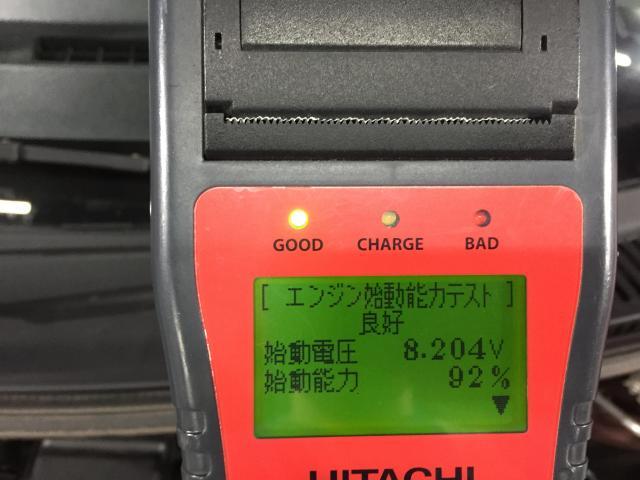 GOOD CHARGE BAD
[ エンジン始動能力テスト ]
良好
始動電圧 8.204V
始動能力 92%
▼
HITACHI